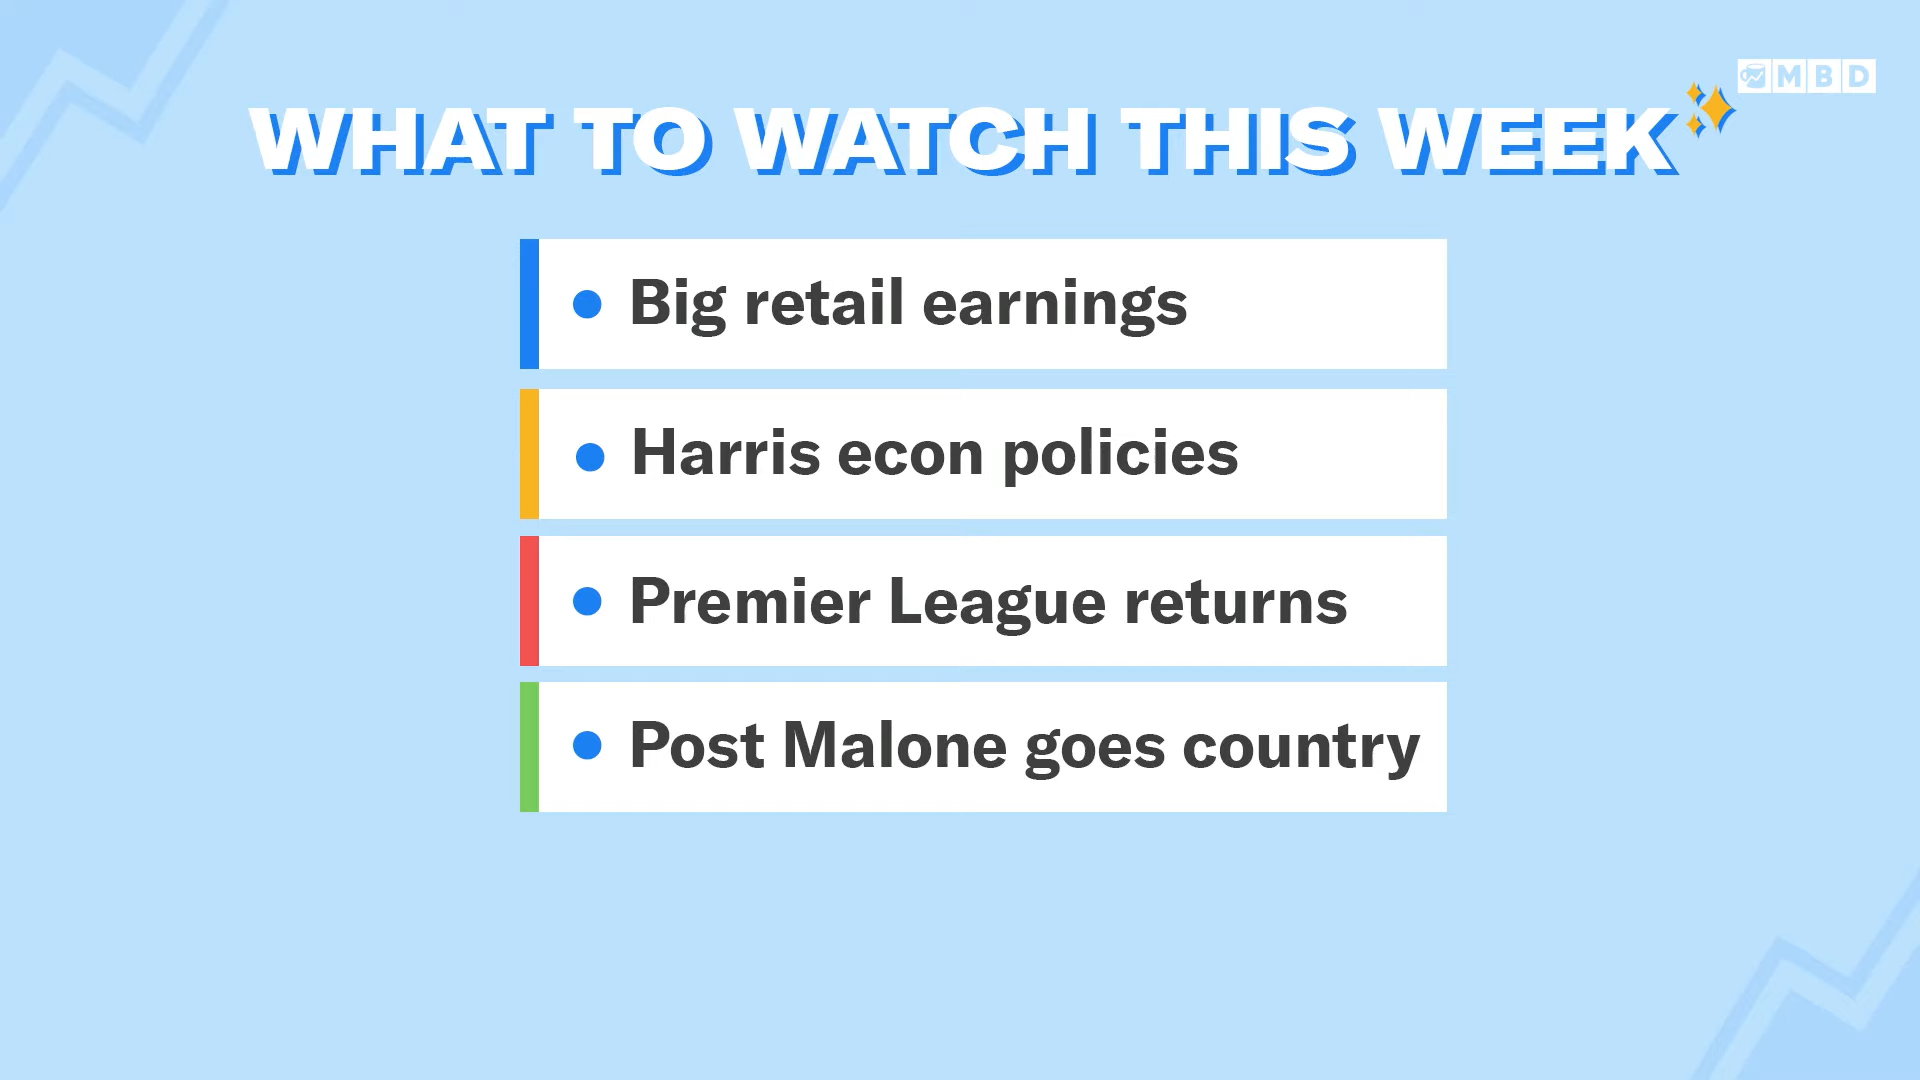 MBD
WHAT TO WATCH THIS WEEK
Big retail earnings
Harris econ policies
Premier League returns
Post Malone goes country